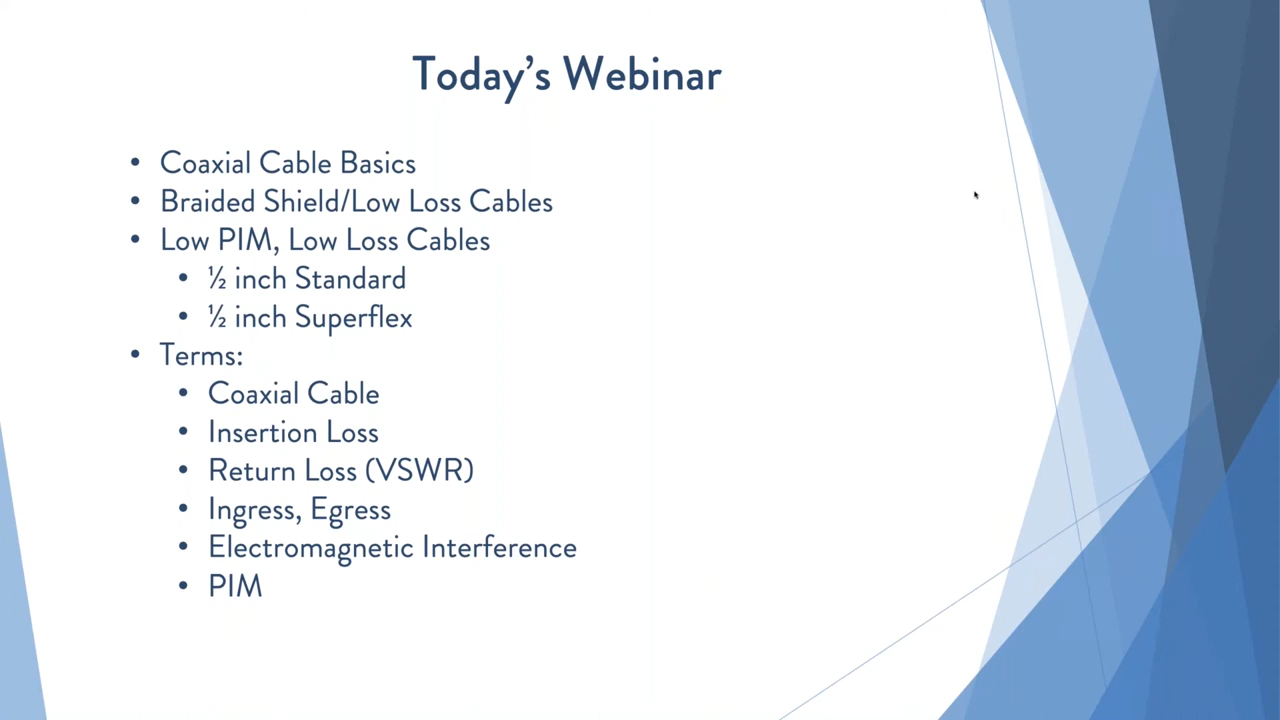 Today’s Webinar
• Coaxial Cable Basics
• Braided Shield/Low Loss Cables
• Low PIM, Low Loss Cables
• ½ inch Standard
• ½ inch Superflex
• Terms:
• Coaxial Cable
• Insertion Loss
• Return Loss (VSWR)
• Ingress, Egress
• Electromagnetic Interference
• PIM